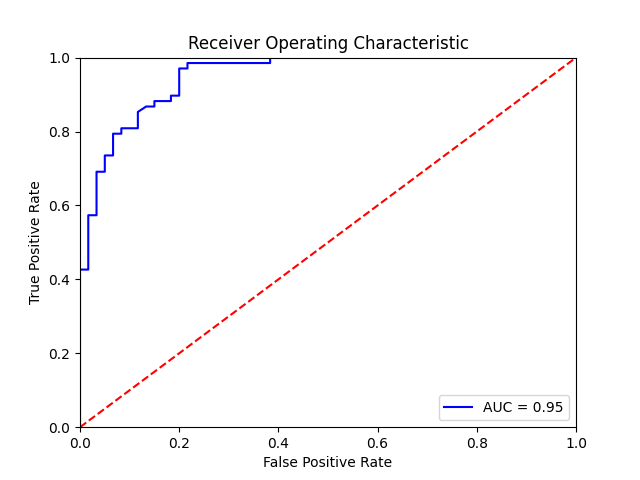 Receiver Operating Characteristic
1.0
0.8
0.6
0.4
0.2
0.0
True Positive Rate
AUC = 0.95
0.0 0.2 0.4 0.6 0.8 1.0
False Positive Rate